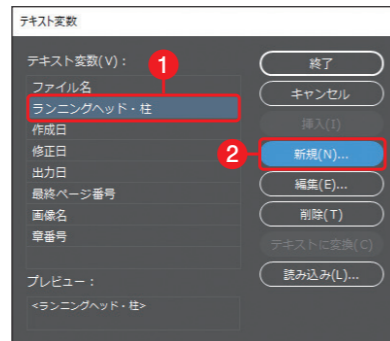 テキスト変数
テキスト変数(V)：
1
ファイル名
ランニングヘッド・柱
作成日
修正日
出力日
最終ページ番号
画像名
章番号
プレビュー：
<ランニングヘッド・柱>
終了
キャンセル
挿入(I)
2
新規(N)...
編集(E)...
削除(T)
テキストに変換(C)
読み込み(L)...